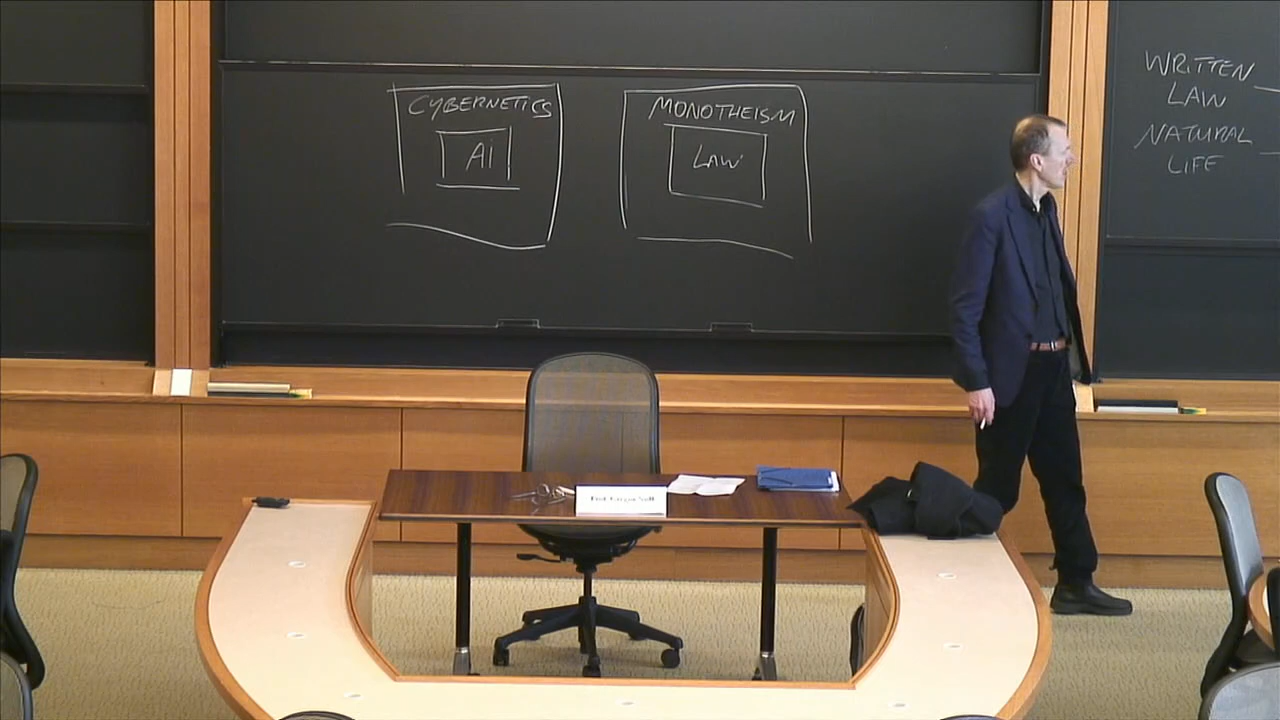 CYBERNETICS
AI
MONOTHEISM
LAW
WRITTEN
LAW
NATURAL
LIFE